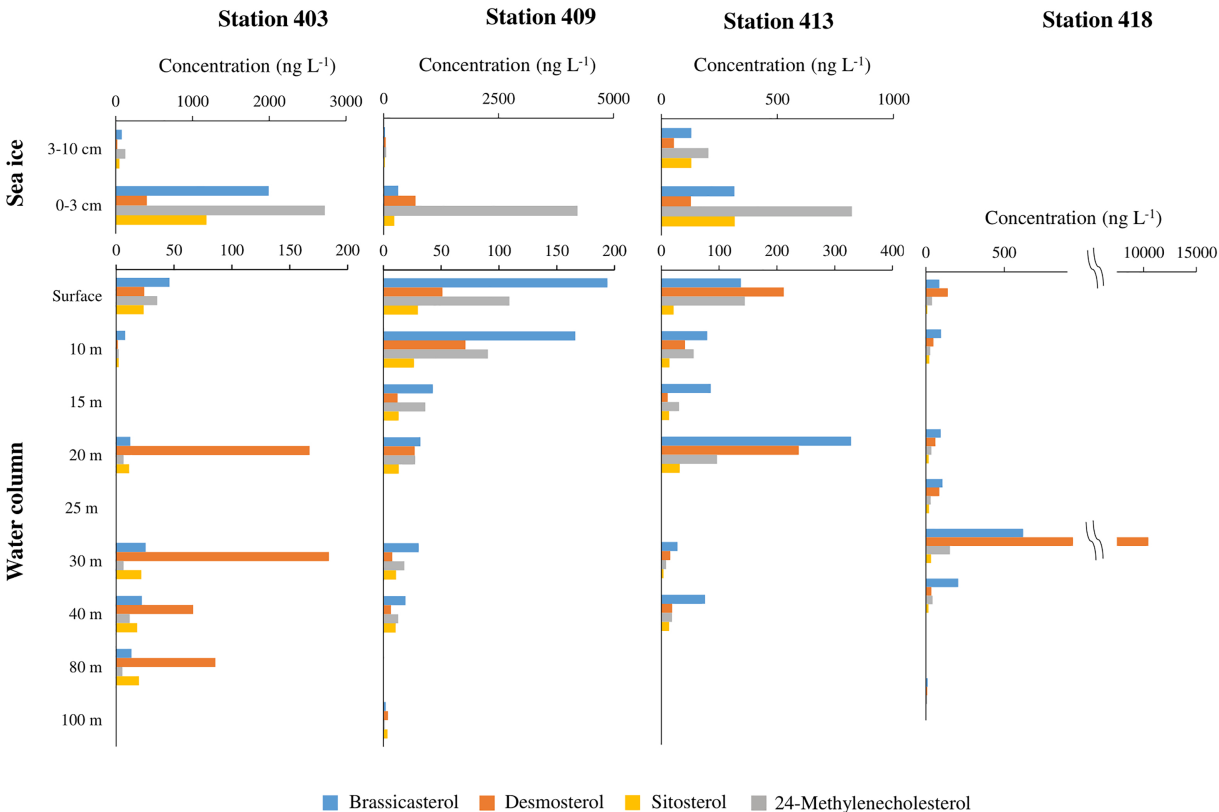 Station 403 Station 409 Station 413 Station 418
Concentration (ng L-1) Concentration (ng L-1) Concentration (ng L-1)
0 1000 2000 3000 0 2500 5000 0 500 1000
Sea ice
3-10 cm
0-3 cm
Concentration (ng L-1)
0 50 100 150 200 0 50 100 150 200 0 100 200 300 400 0 500 10000 15000
Water column
Surface
10 m
15 m
20 m
25 m
30 m
40 m
80 m
100 m
Brassicasterol Desmosterol Sitosterol 24-Methylenecholesterol